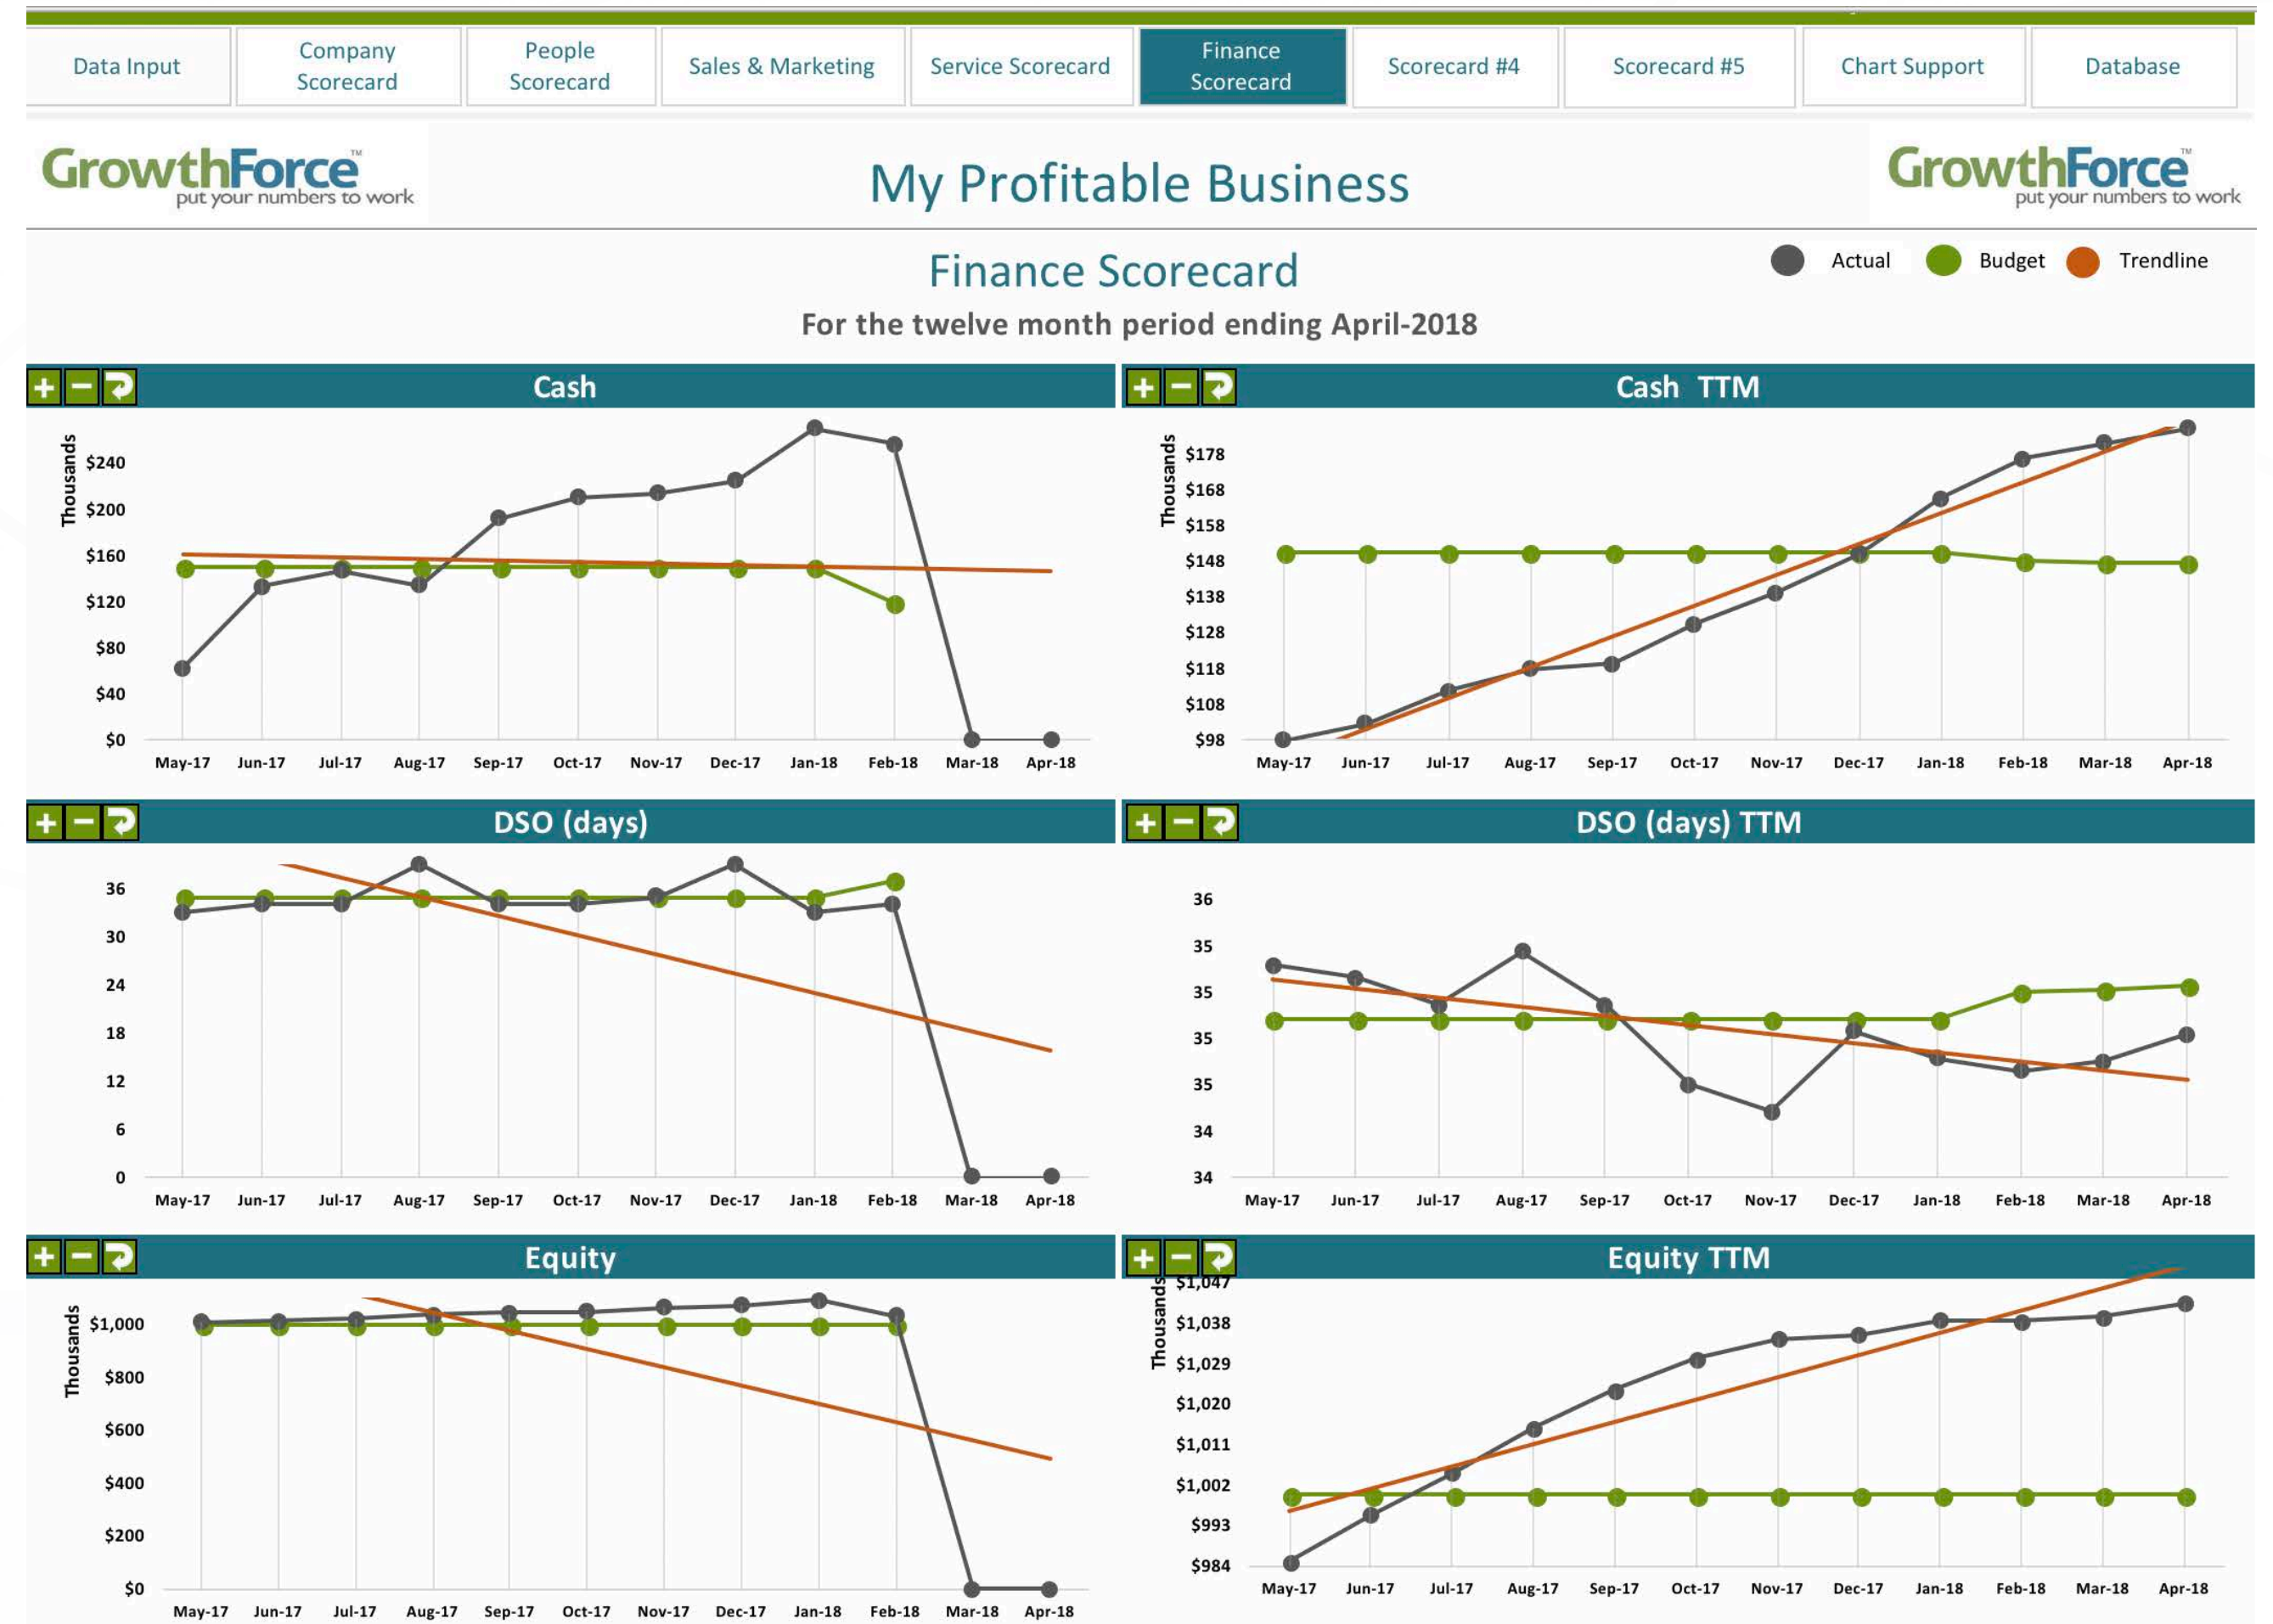 Data Input
Company
Scorecard
People
Scorecard
Sales & Marketing
Service Scorecard
Finance
Scorecard
Scorecard #4
Scorecard #5
Chart Support
Database
GrowthForce™
put your numbers to work
My Profitable Business
GrowthForce™
put your numbers to work
Finance Scorecard
Actual
Budget
Trendline
For the twelve month period ending April-2018
Cash
Thousands
$240
$200
$160
$120
$80
$40
$0
May-17 Jun-17 Jul-17 Aug-17 Sep-17 Oct-17 Nov-17 Dec-17 Jan-18 Feb-18 Mar-18 Apr-18
Cash TTM
Thousands
$178
$168
$158
$148
$138
$128
$118
$108
$98
May-17 Jun-17 Jul-17 Aug-17 Sep-17 Oct-17 Nov-17 Dec-17 Jan-18 Feb-18 Mar-18 Apr-18
DSO (days)
36
30
24
18
12
6
0
May-17 Jun-17 Jul-17 Aug-17 Sep-17 Oct-17 Nov-17 Dec-17 Jan-18 Feb-18 Mar-18 Apr-18
DSO (days) TTM
36
35
35
35
35
34
34
May-17 Jun-17 Jul-17 Aug-17 Sep-17 Oct-17 Nov-17 Dec-17 Jan-18 Feb-18 Mar-18 Apr-18
Equity
Thousands
$1,000
$800
$600
$400
$200
$0
May-17 Jun-17 Jul-17 Aug-17 Sep-17 Oct-17 Nov-17 Dec-17 Jan-18 Feb-18 Mar-18 Apr-18
Equity TTM
Thousands
$1,047
$1,038
$1,029
$1,020
$1,011
$1,002
$993
$984
May-17 Jun-17 Jul-17 Aug-17 Sep-17 Oct-17 Nov-17 Dec-17 Jan-18 Feb-18 Mar-18 Apr-18